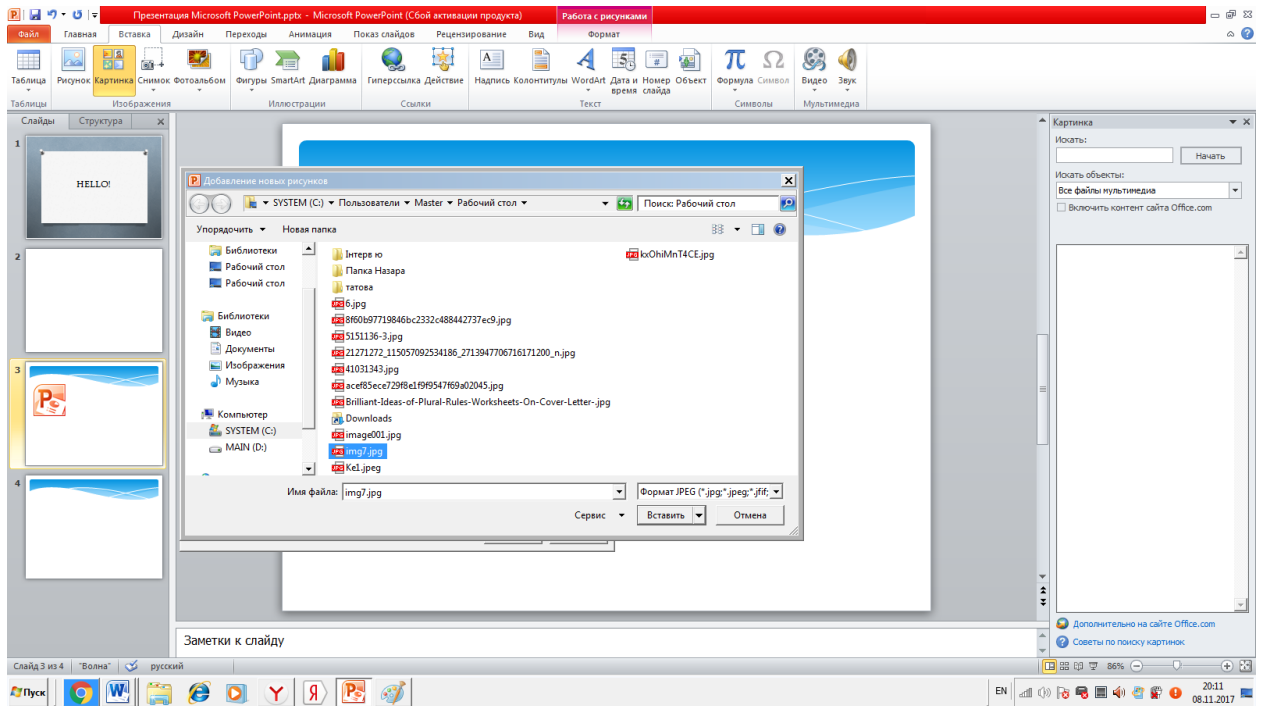 Презентация Microsoft PowerPoint.pptx - Microsoft PowerPoint (Сбой активации продукта)
Работа с рисунками
Файл Главная Вставка Дизайн Переходы Анимация Показ слайдов Рецензирование Вид Формат
Таблица Рисунок Картинка Снимок Фотоальбом Фигуры SmartArt Диаграмма Гиперссылка Действие Надпись Колонтитулы WordArt Дата и время Номер слайда Объект Формула Символ Видео Звук
Таблицы Изображения Иллюстрации Ссылки Текст Символы Мультимедиа
Слайды Структура
1
HELLO!
2
3
4
Добавление новых рисунков
SYSTEM (C:) Пользователи Master Рабочий стол
Поиск: Рабочий стол
Упорядочить Новая папка
Библиотеки
Рабочий стол
Рабочий стол
Библиотеки
Видео
Документы
Изображения
Музыка
Компьютер
SYSTEM (C:)
MAIN (D:)
Інтерв ю
Папка Назара
татова
6.jpg
8f60b97719846bc2332c488442737ec9.jpg
5151136-3.jpg
21271272_115057092534186_2713947706716171200_n.jpg
41031343.jpg
acef85ece729f8e1f9f9547f69a02045.jpg
Brilliant-Ideas-of-Plural-Rules-Worksheets-On-Cover-Letter-.jpg
Downloads
image001.jpg
img7.jpg
Ke1.jpeg
kxOhiMnT4CE.jpg
Имя файла: img7.jpg
Формат JPEG (*.jpg;*.jpeg;*.jfif;
Сервис Вставить Отмена
Картинка
Искать:
Начать
Искать объекты:
Все файлы мультимедиа
Включить контент сайта Office.com
Дополнительно на сайте Office.com
Советы по поиску картинок
Заметки к слайду
Слайд 3 из 4 "Волна" русский 86%
Пуск
EN
20:11
08.11.2017